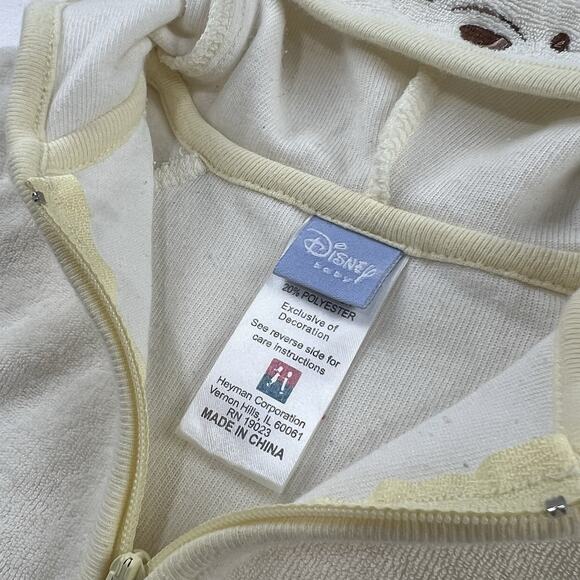 Disney
baby
20% POLYESTER
Exclusive of
Decoration
See reverse side for
care instructions
Heyman Corporation
Vernon Hills, IL 60061
RN 19023
MADE IN CHINA